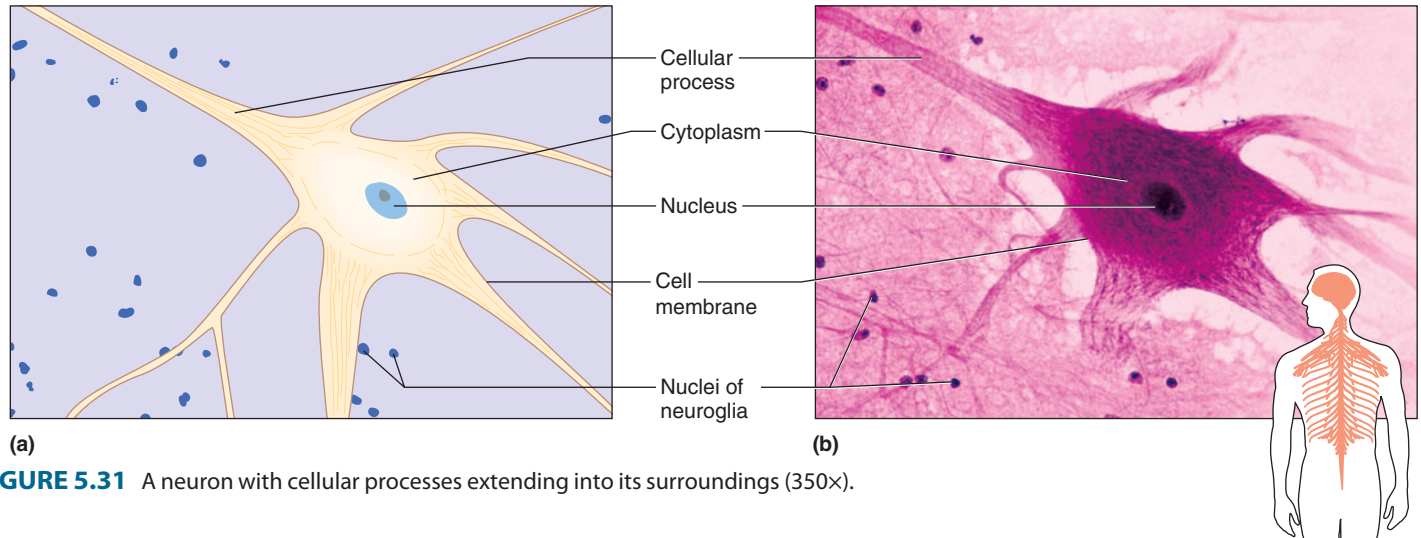 Cellular
process
Cytoplasm
Nucleus
Cell
membrane
Nuclei of
neuroglia
(a)
(b)
GURE 5.31 A neuron with cellular processes extending into its surroundings (350×).